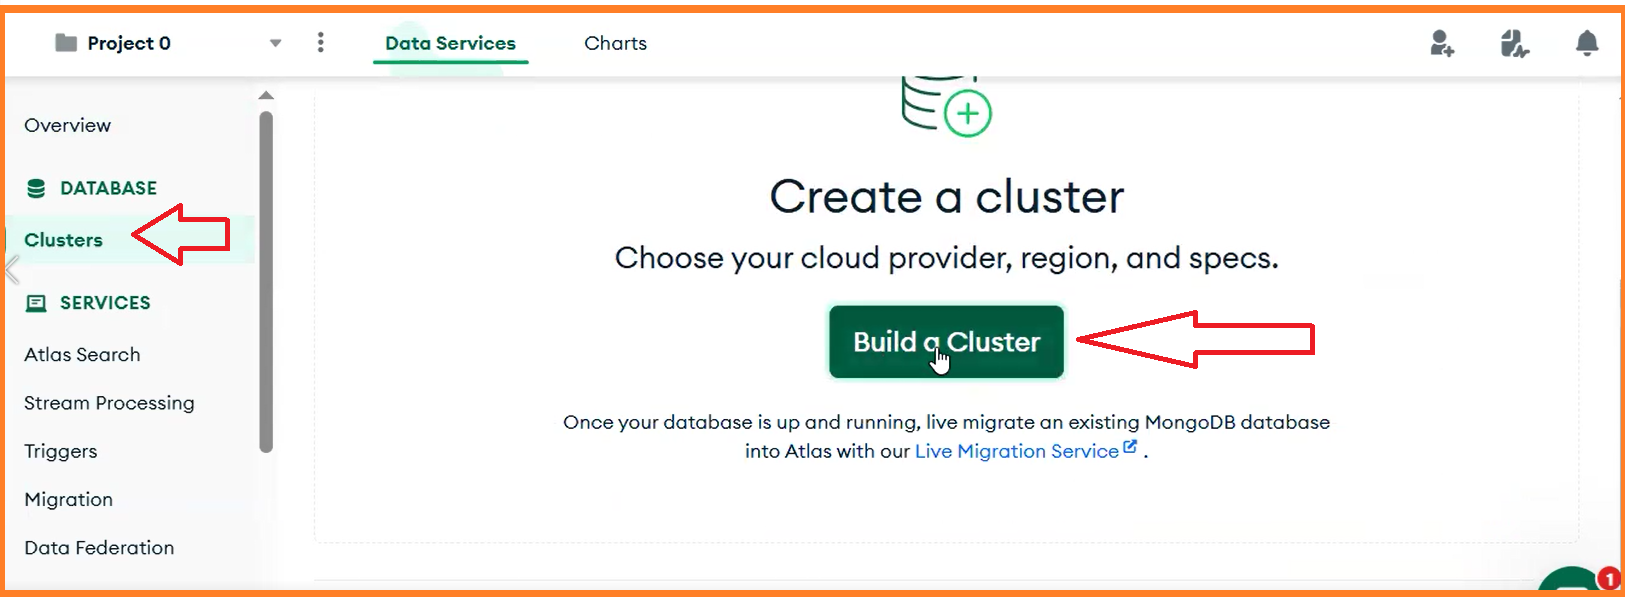 Project 0
Data Services
Charts
Overview
DATABASE
Clusters
SERVICES
Atlas Search
Stream Processing
Triggers
Migration
Data Federation
Create a cluster
Choose your cloud provider, region, and specs.
Build a Cluster
Once your database is up and running, live migrate an existing MongoDB database
into Atlas with our Live Migration Service .
1